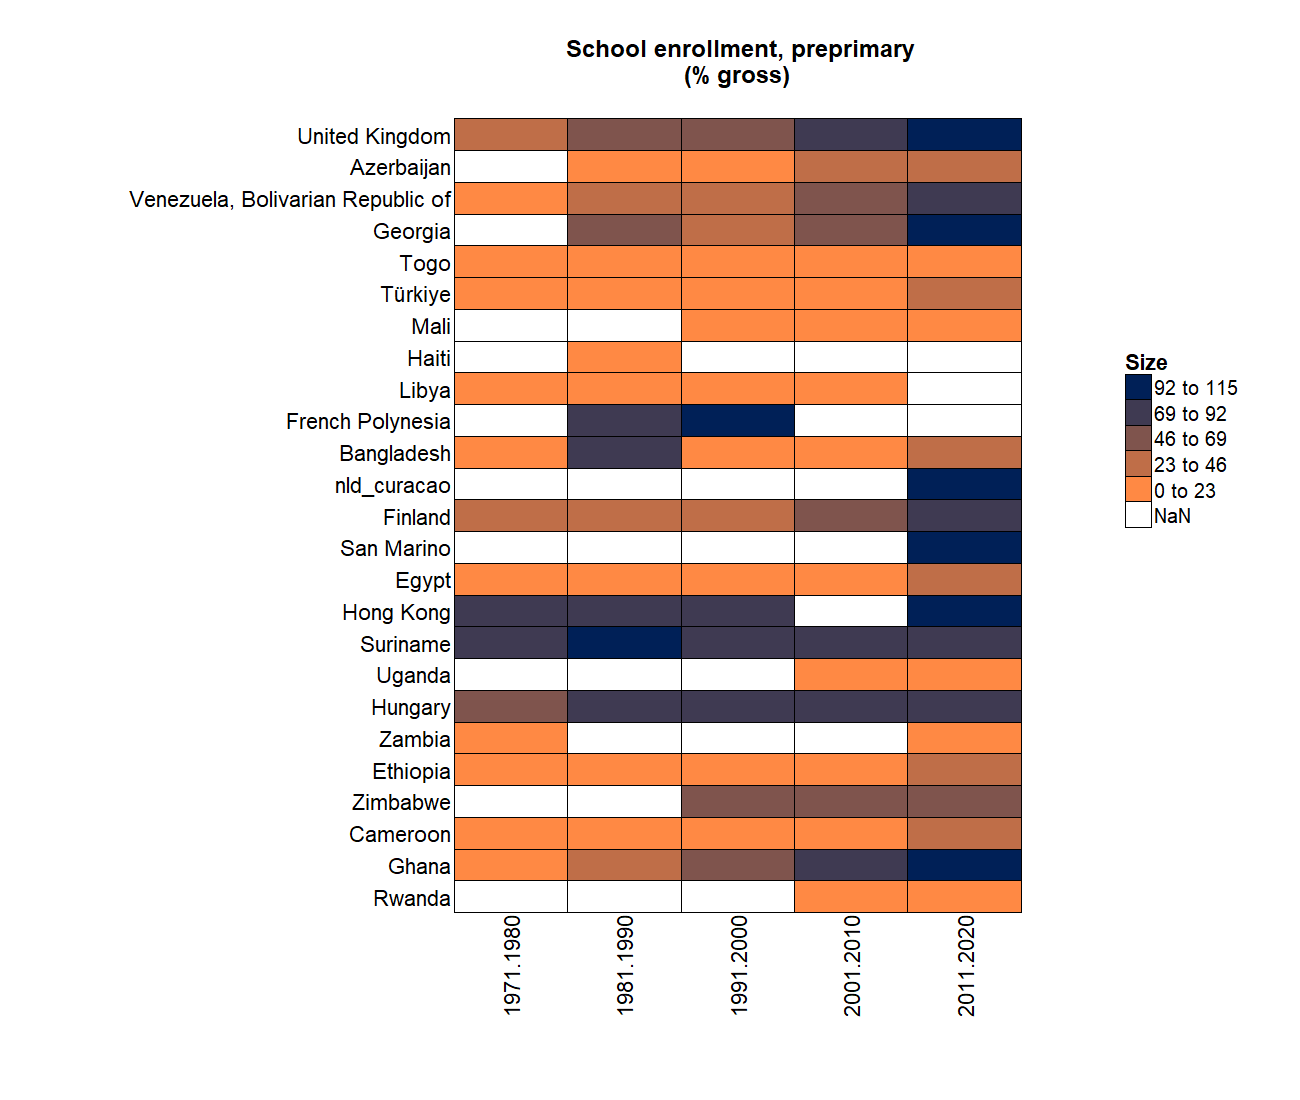 School enrollment, preprimary
(% gross)
United Kingdom
Azerbaijan
Venezuela, Bolivarian Republic of
Georgia
Togo
Türkiye
Mali
Haiti
Libya
French Polynesia
Bangladesh
nld_curacao
Finland
San Marino
Egypt
Hong Kong
Suriname
Uganda
Hungary
Zambia
Ethiopia
Zimbabwe
Cameroon
Ghana
Rwanda
1971.1980
1981.1990
1991.2000
2001.2010
2011.2020
Size
92 to 115
69 to 92
46 to 69
23 to 46
0 to 23
NaN